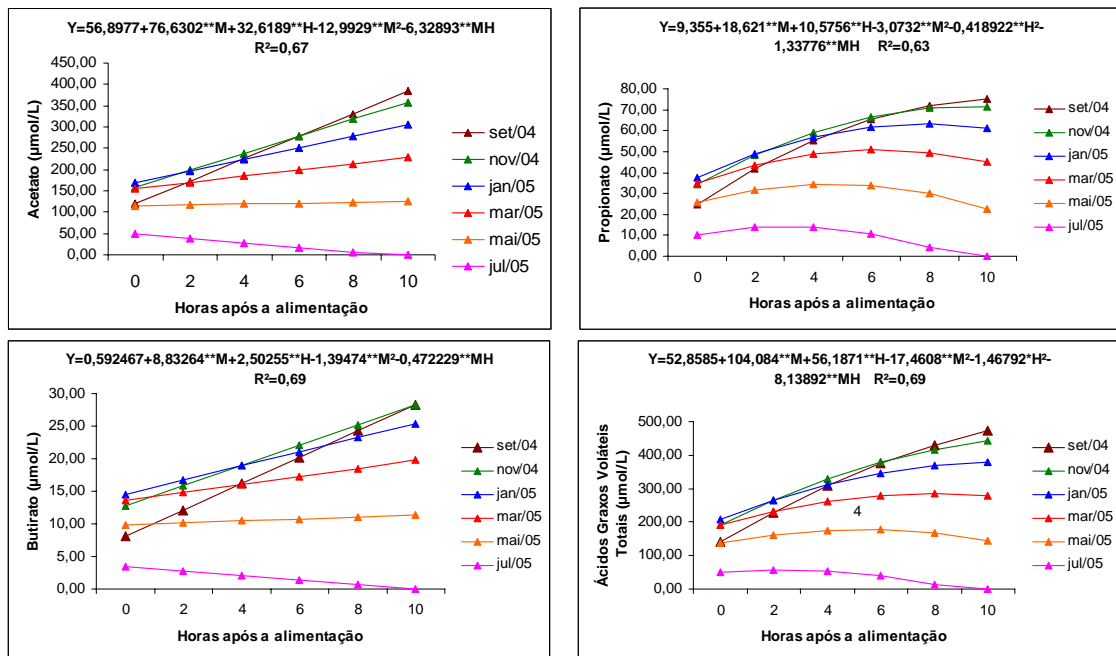 Y=56,8977+76,6302**M+32,6189**H-12,9929**M²-6,32893**MH
R²=0,67
450,00
400,00
350,00
300,00
250,00
200,00
150,00
100,00
50,00
0,00
Acetato (µmol/L)
0 2 4 6 8 10
Horas após a alimentação
set/04
nov/04
jan/05
mar/05
mai/05
jul/05
Y=9,355+18,621**M+10,5756**H-3,0732**M²-0,418922**H²-
1,33776**MH R²=0,63
80,00
70,00
60,00
50,00
40,00
30,00
20,00
10,00
0,00
Propionato (µmol/L)
0 2 4 6 8 10
Horas após a alimentação
set/04
nov/04
jan/05
mar/05
mai/05
jul/05
Y=0,592467+8,83264**M+2,50255**H-1,39474**M²-0,472229**MH
R²=0,69
30,00
25,00
20,00
15,00
10,00
5,00
0,00
Butirato (µmol/L)
0 2 4 6 8 10
Horas após a alimentação
set/04
nov/04
jan/05
mar/05
mai/05
jul/05
Y=52,8585+104,084**M+56,1871**H-17,4608**M²-1,46792*H²-
8,13892**MH R²=0,69
500,00
400,00
300,00
200,00
100,00
0,00
Ácidos Graxos Voláteis
Totais (µmol/L)
4
0 2 4 6 8 10
Horas após a alimentação
set/04
nov/04
jan/05
mar/05
mai/05
jul/05